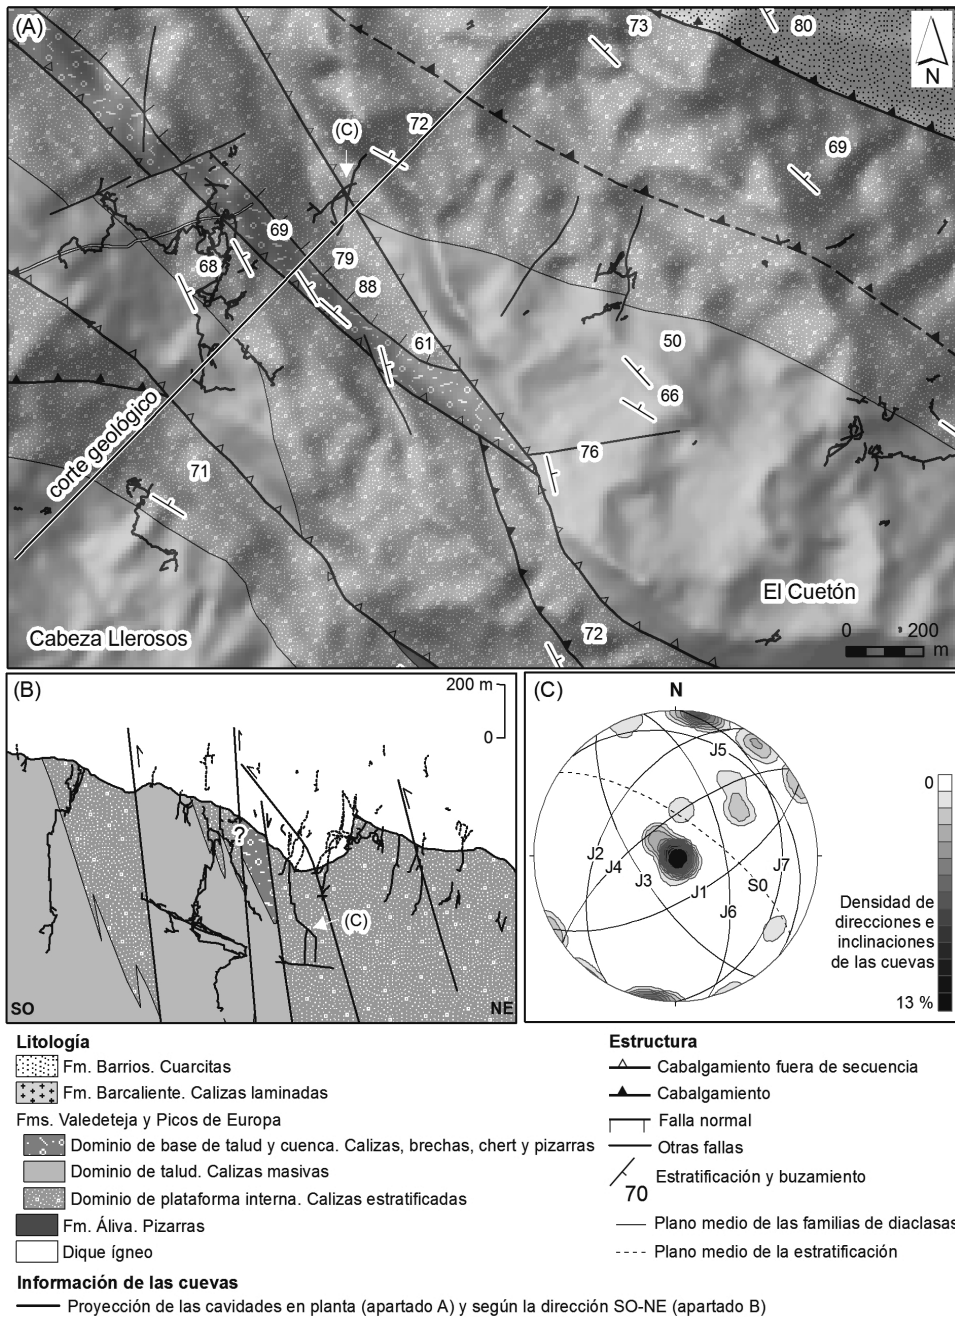 (A)
73
80
N
72
(C)
69
69
79
68
88
61
50
66
76
corte geológico
71
El Cuetón
0 200
m
72
Cabeza Llerosos
(B)
200 m
0
?
(C)
SO
NE
(C)
N
J5
J2
J4
J3
J1
J6
S0
J7
0
Densidad de
direcciones e
inclinaciones
de las cuevas
13 %
Litología
Fm. Barrios. Cuarcitas
Fm. Barcaliente. Calizas laminadas
Fms. Valedeteja y Picos de Europa
Dominio de base de talud y cuenca. Calizas, brechas, chert y pizarras
Dominio de talud. Calizas masivas
Dominio de plataforma interna. Calizas estratificadas
Fm. Áliva. Pizarras
Dique ígneo
Información de las cuevas
Proyección de las cavidades en planta (apartado A) y según la dirección SO-NE (apartado B)
Estructura
Cabalgamiento fuera de secuencia
Cabalgamiento
Falla normal
Otras fallas
Estratificación y buzamiento
70
Plano medio de las familias de diaclasas
Plano medio de la estratificación